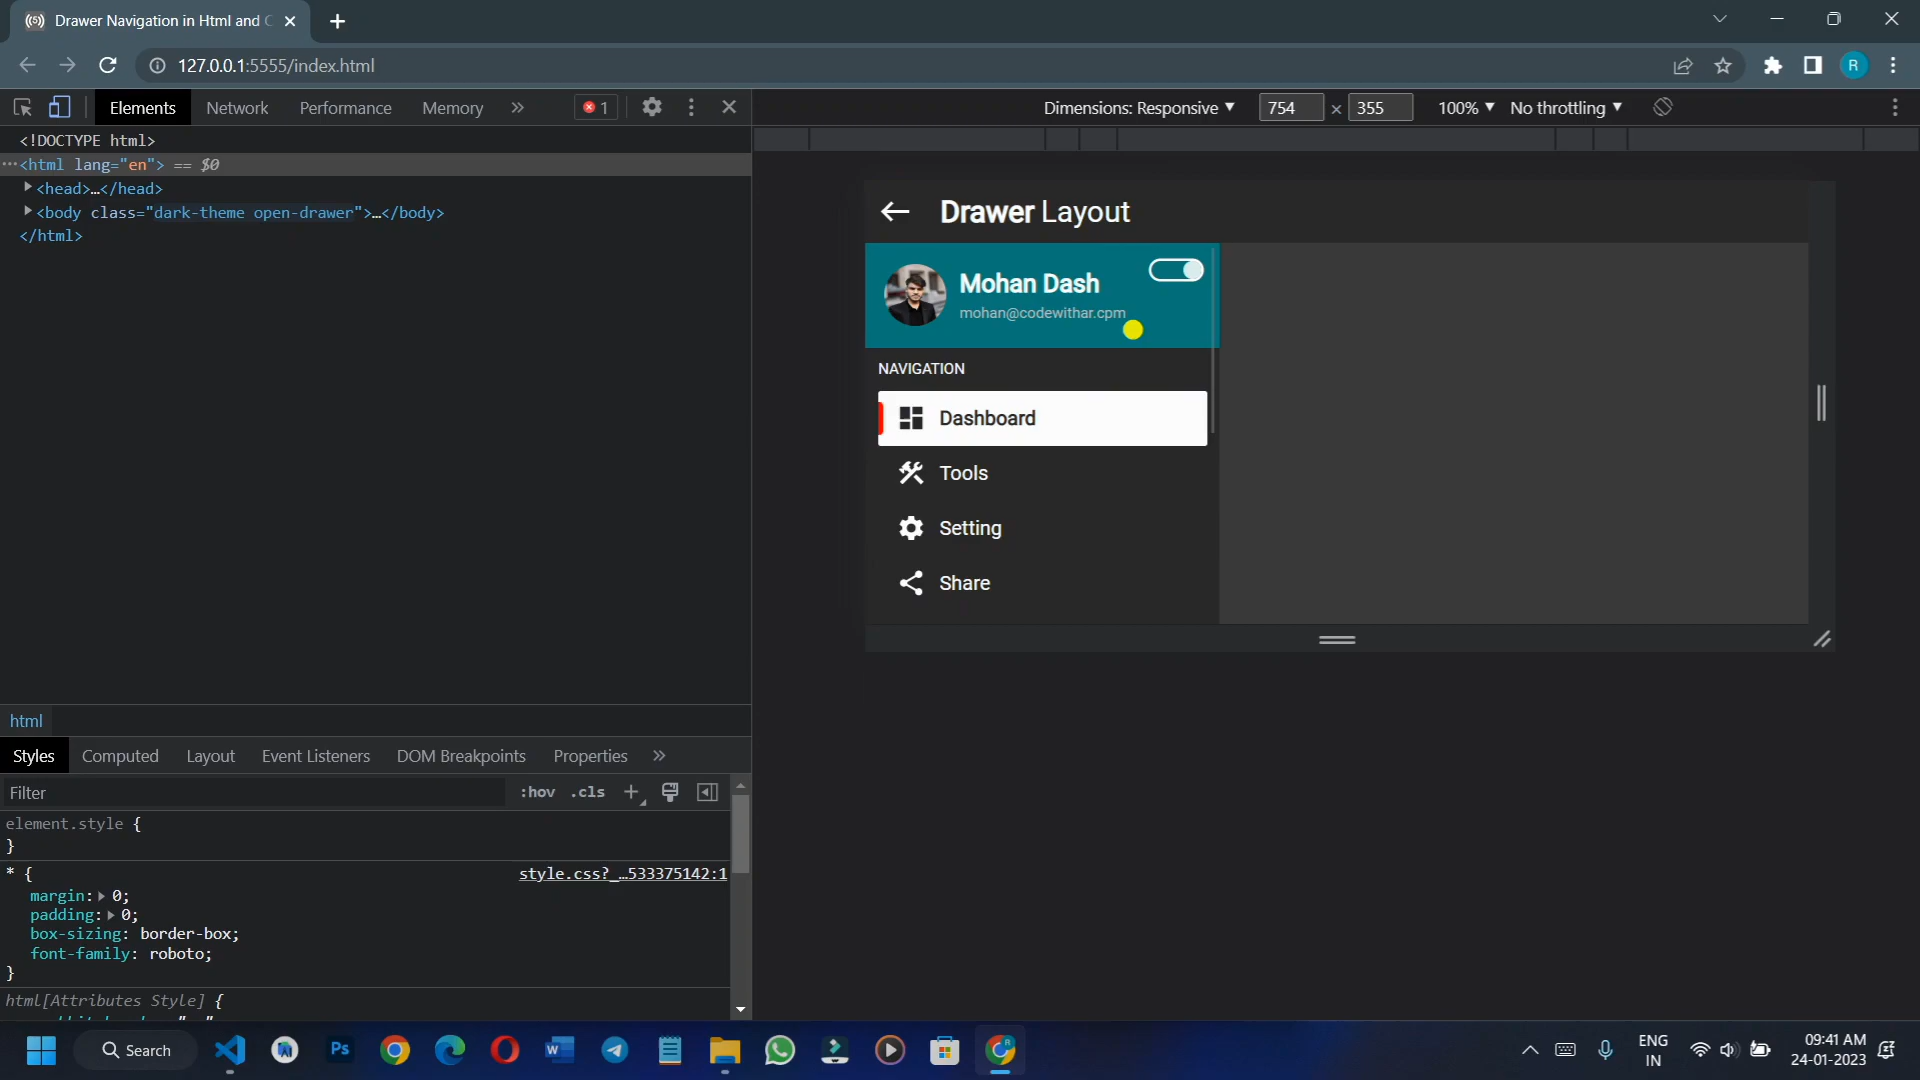 Drawer Navigation in Html and C
127.0.0.1:5555/index.html
R
Elements
Network
Performance
Memory
1
Dimensions: Responsive
754 × 355
100%
No throttling
<!DOCTYPE html>
<html lang="en"> == $0
<head>…</head>
<body class="dark-theme open-drawer">…</body>
</html>
Drawer Layout
Mohan Dash
mohan@codewithar.cpm
NAVIGATION
Dashboard
Tools
Setting
Share
html
Styles
Computed
Layout
Event Listeners
DOM Breakpoints
Properties
Filter
:hov
.cls
element.style {
}
* {
style.css?_…533375142:1
margin: 0;
padding: 0;
box-sizing: border-box;
font-family: roboto;
}
html[Attributes Style] {
Search
Ps
ENG
IN
09:41 AM
24-01-2023